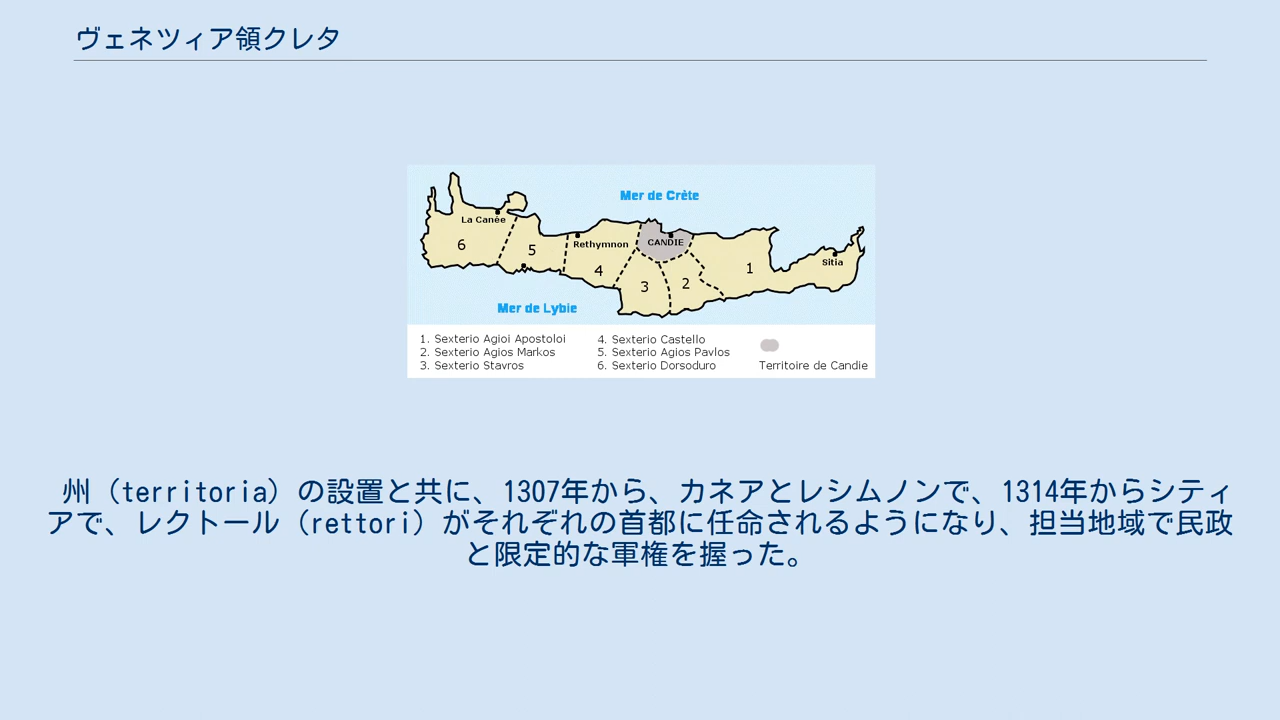 ヴェネツィア領クレタ
Mer de Crète
La Canée
Rethymnon
CANDIE
Sitia
6
5
4
3
2
1
Mer de Lybie
1. Sexterio Agioi Apostoloi
2. Sexterio Agios Markos
3. Sexterio Stavros
4. Sexterio Castello
5. Sexterio Agios Pavlos
6. Sexterio Dorsoduro
Territoire de Candie
州（territoria）の設置と共に、1307年から、カネアとレシムノンで、1314年からシティ
アで、レクトール（rettori）がそれぞれの首都に任命されるようになり、担当地域で民政
と限定的な軍権を握った。